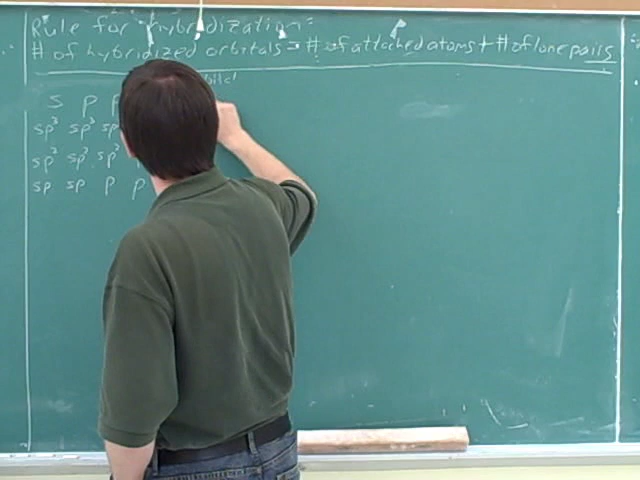 Rule for hybridization:
# of hybridized orbitals = # of attached atoms + # of lone pairs
s p p
sp³ sp³ sp
sp² sp² sp²
sp sp p p